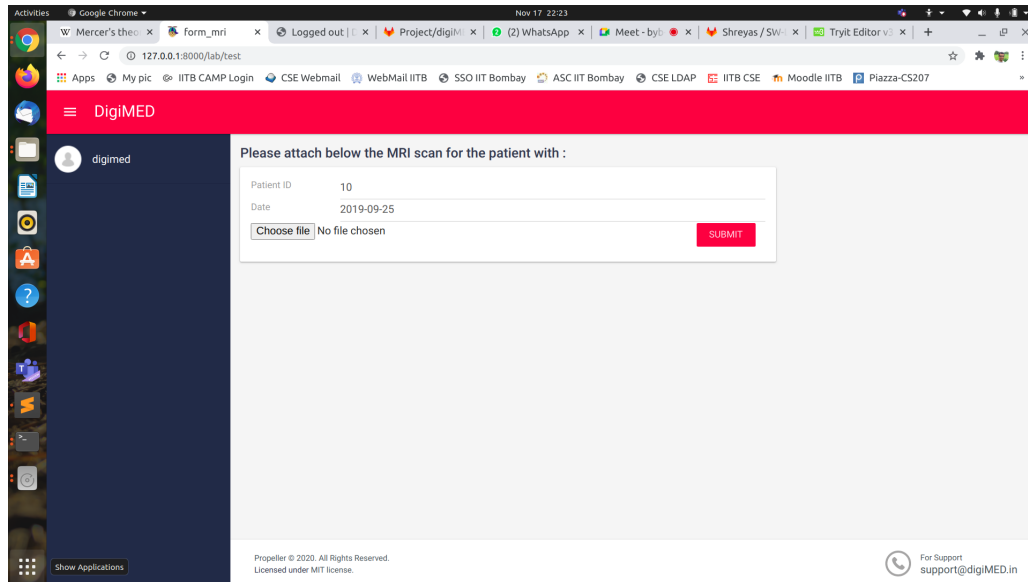 Activities Google Chrome Nov 17 22:23
W Mercer's theo form_mri Logged out | D Project/digiM (2) WhatsApp Meet - byb Shreyas / SW- Tryit Editor v3
127.0.0.1:8000/lab/test
Apps My pic IITB CAMP Login CSE Webmail WebMail IITB SSO IIT Bombay ASC IIT Bombay CSE LDAP IITB CSE Moodle IITB Piazza-CS207 »
DigiMED
digimed
Please attach below the MRI scan for the patient with :
Patient ID 10
Date 2019-09-25
Choose file No file chosen SUBMIT
Show Applications
Propeller © 2020. All Rights Reserved.
Licensed under MIT license.
For Support
support@digiMED.in